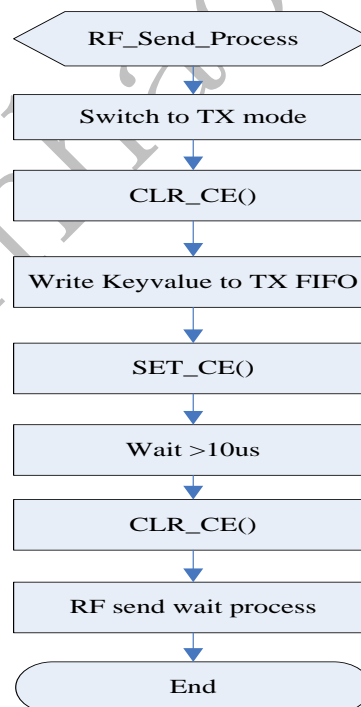 RF_Send_Process
Switch to TX mode
CLR_CE()
Write Keyvalue to TX FIFO
SET_CE()
Wait >10us
CLR_CE()
RF send wait process
End